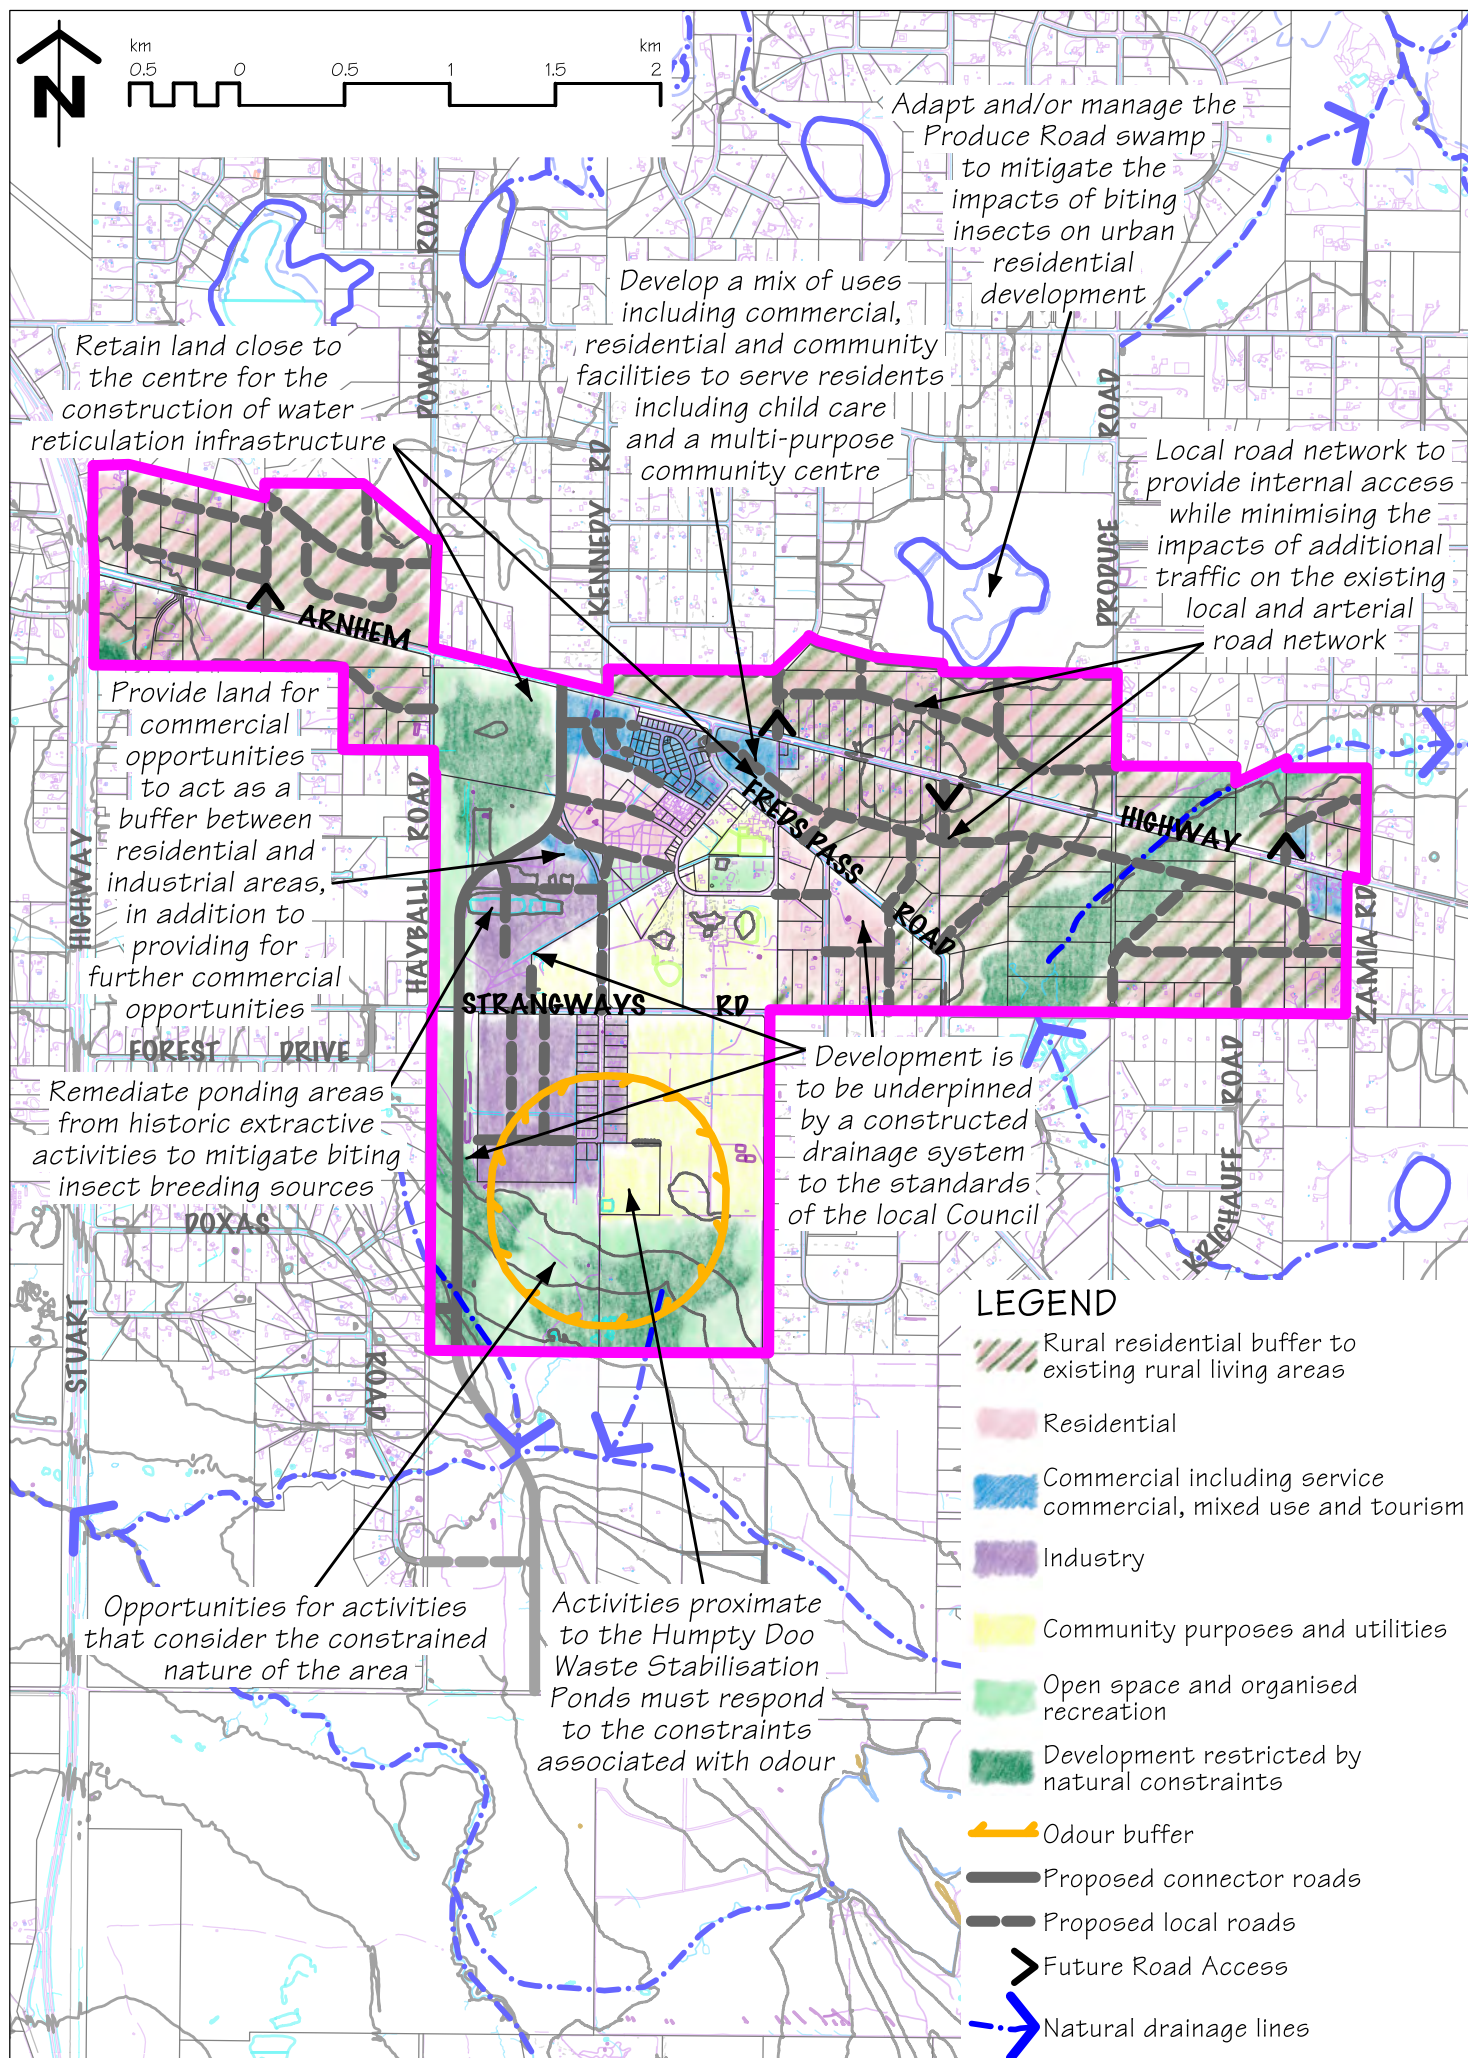 km
km
0.5
0
0.5
1
1.5
2
N
Adapt and/or manage the
Produce Road swamp
to mitigate the
impacts of biting
insects on urban
residential
development
Develop a mix of uses
including commercial,
residential and community
facilities to serve residents
including child care
and a multi-purpose
community centre
Retain land close to
the centre for the
construction of water
reticulation infrastructure
Local road network to
provide internal access
while minimising the
impacts of additional
traffic on the existing
local and arterial
road network
POWER ROAD
KENNEDY RD
PRODUCE ROAD
ARNHEM
HIGHWAY
FREDS PASS
ROAD
Provide land for
commercial
opportunities
to act as a
buffer between
residential and
industrial areas,
in addition to
providing for
further commercial
opportunities
HAYBALL ROAD
STUART HIGHWAY
ZAMIA RD
STRANGWAYS RD
FOREST DRIVE
Remediate ponding areas
from historic extractive
activities to mitigate biting
insect breeding sources
Development is
to be underpinned
by a constructed
drainage system
to the standards
of the local Council
DOXAS
ROAD
KRICHAUFF ROAD
Opportunities for activities
that consider the constrained
nature of the area
Activities proximate
to the Humpty Doo
Waste Stabilisation
Ponds must respond
to the constraints
associated with odour
LEGEND
Rural residential buffer to
existing rural living areas
Residential
Commercial including service
commercial, mixed use and tourism
Industry
Community purposes and utilities
Open space and organised
recreation
Development restricted by
natural constraints
Odour buffer
Proposed connector roads
Proposed local roads
Future Road Access
Natural drainage lines